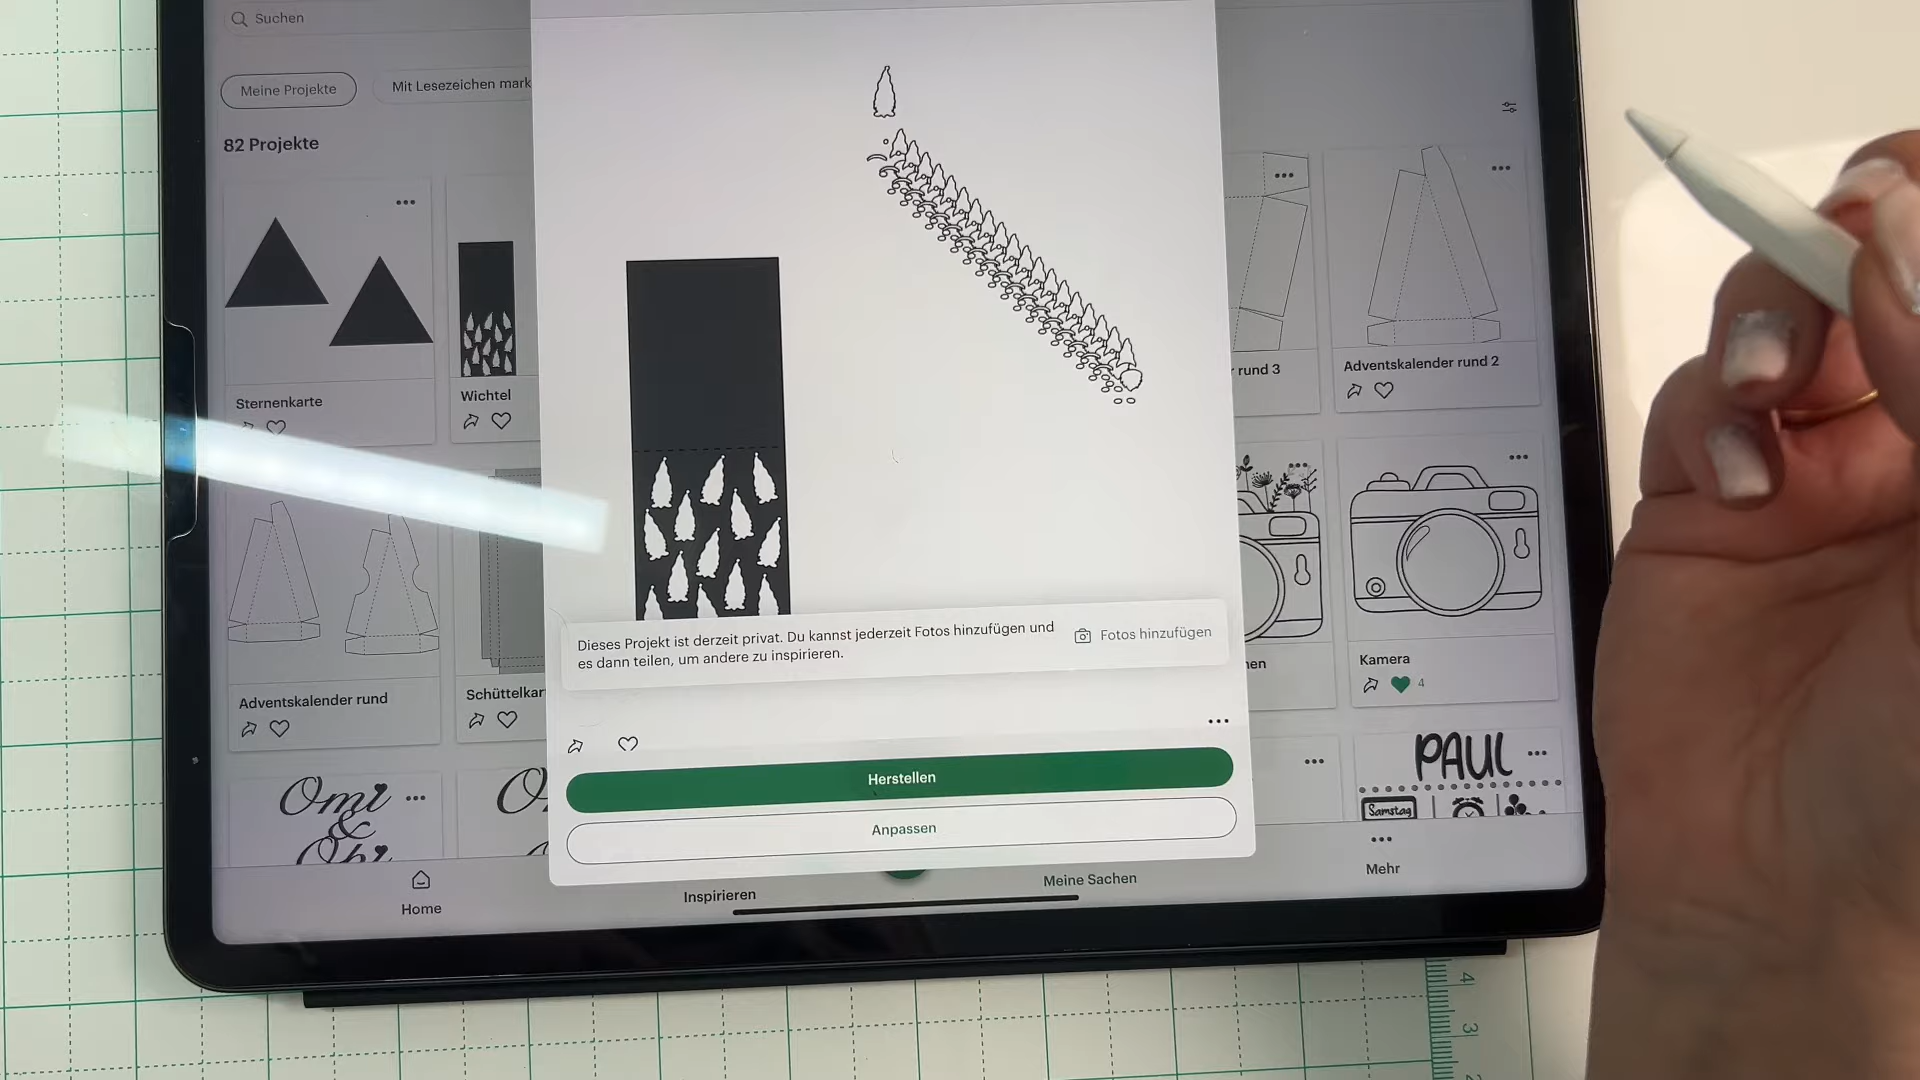 Suchen
Meine Projekte
Mit Lesezeichen mark
82 Projekte
Sternenkarte
Wichtel
rund 3
Adventskalender rund 2
Dieses Projekt ist derzeit privat. Du kannst jederzeit Fotos hinzufügen und
es dann teilen, um andere zu inspirieren.
Fotos hinzufügen
Adventskalender rund
Schüttelkar
nen
Kamera
4
Herstellen
Anpassen
Omi
&
Opi
O
PAUL
Samstag
Home
Inspirieren
Meine Sachen
Mehr
4
3